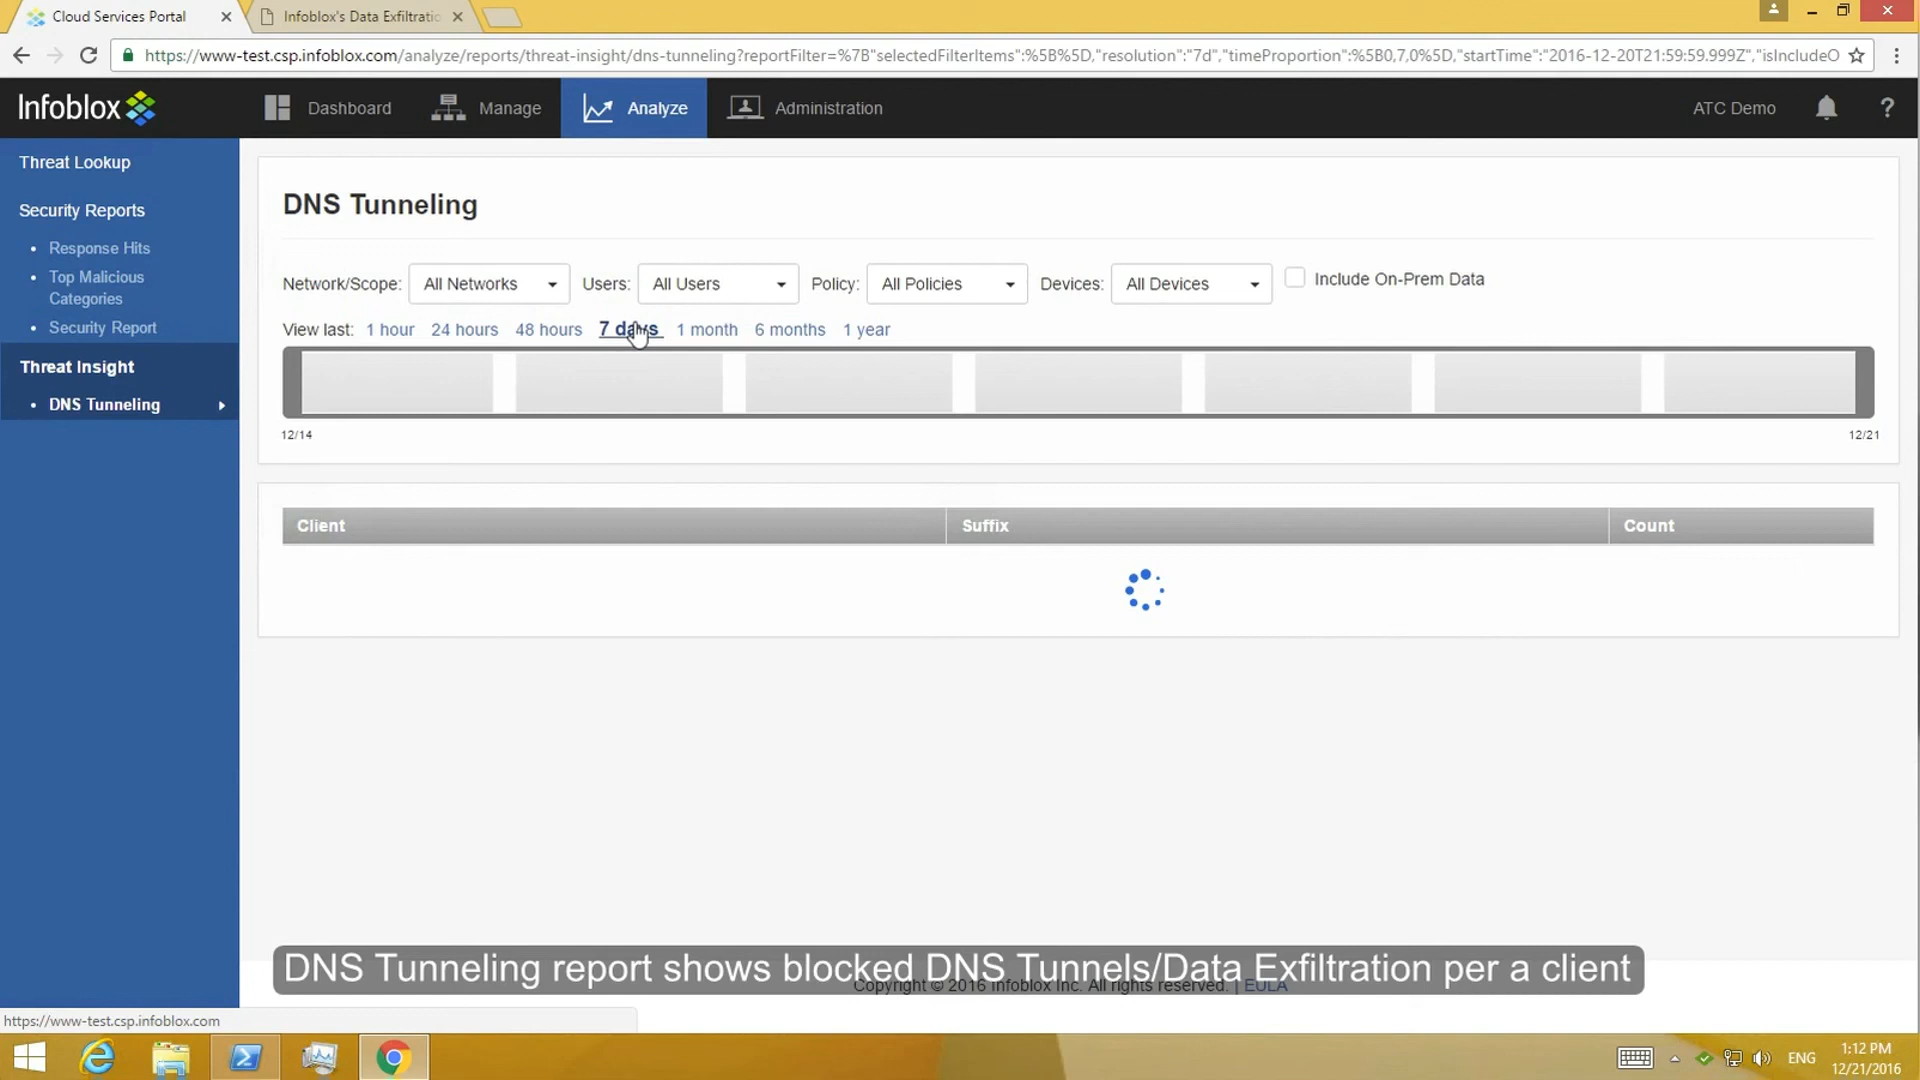 Cloud Services Portal
Infoblox's Data Exfiltratio
https://www-test.csp.infoblox.com/analyze/reports/threat-insight/dns-tunneling?reportFilter=%7B"selectedFilterItems":%5B%5D,"resolution":"7d","timeProportion":%5B0,7,0%5D,"startTime":"2016-12-20T21:59:59.999Z","isIncludeO
Infoblox
Dashboard
Manage
Analyze
Administration
ATC Demo
?
Threat Lookup
Security Reports
• Response Hits
• Top Malicious
Categories
• Security Report
Threat Insight
• DNS Tunneling
DNS Tunneling
Network/Scope: All Networks Users: All Users Policy: All Policies Devices: All Devices Include On-Prem Data
View last: 1 hour 24 hours 48 hours 7 days 1 month 6 months 1 year
12/14 12/21
Client Suffix Count
DNS Tunneling report shows blocked DNS Tunnels/Data Exfiltration per a client
Copyright © 2016 Infoblox Inc. All rights reserved. | EULA
https://www-test.csp.infoblox.com
ENG
1:12 PM
12/21/2016